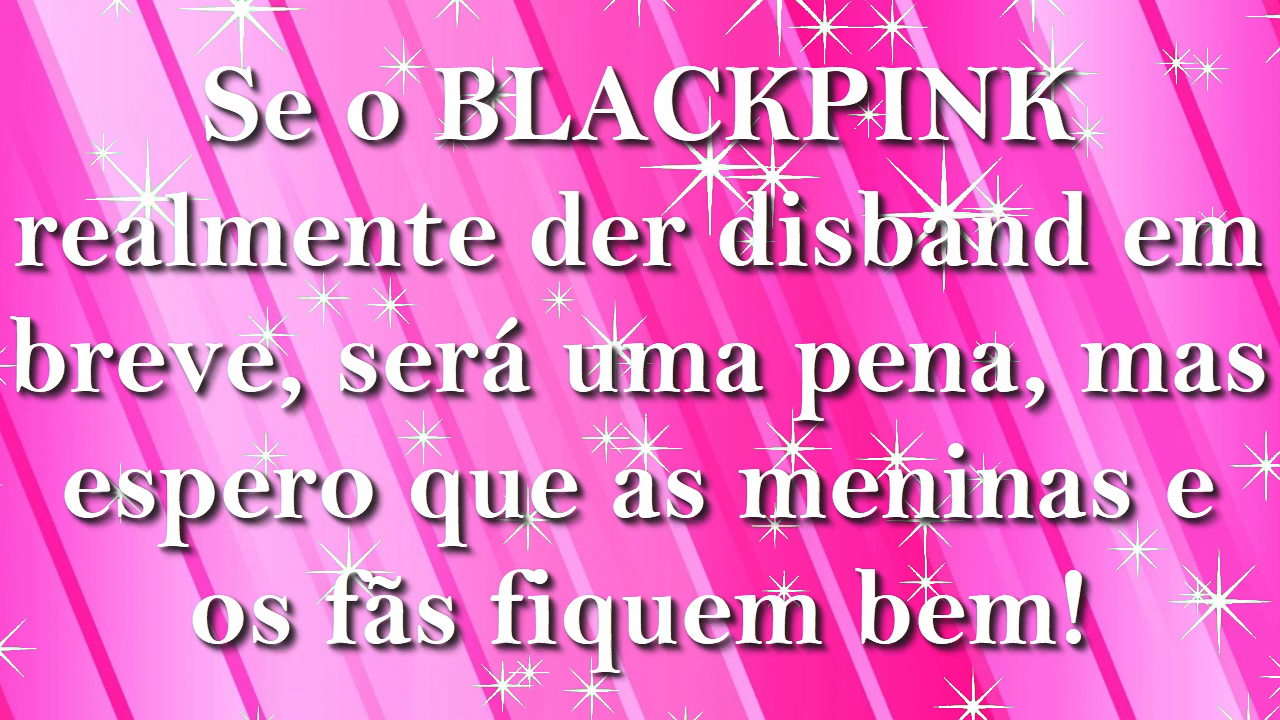 Se o BLACKPINK
realmente der disband em
breve, será uma pena, mas
espero que as meninas e
os fãs fiquem bem!